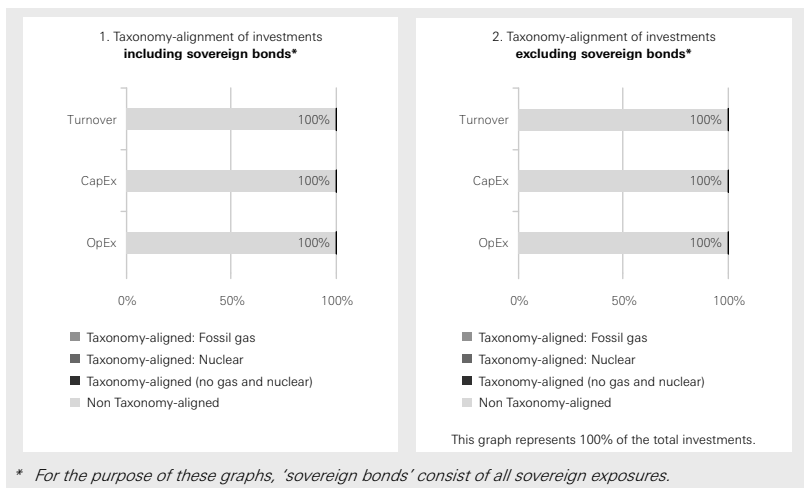 1. Taxonomy-alignment of investments
including sovereign bonds*
Turnover
100%
CapEx
100%
OpEx
100%
0%
50%
100%
Taxonomy-aligned: Fossil gas
Taxonomy-aligned: Nuclear
Taxonomy-aligned (no gas and nuclear)
Non Taxonomy-aligned
2. Taxonomy-alignment of investments
excluding sovereign bonds*
Turnover
100%
CapEx
100%
OpEx
100%
0%
50%
100%
Taxonomy-aligned: Fossil gas
Taxonomy-aligned: Nuclear
Taxonomy-aligned (no gas and nuclear)
Non Taxonomy-aligned
This graph represents 100% of the total investments.
* For the purpose of these graphs, ‘sovereign bonds’ consist of all sovereign exposures.